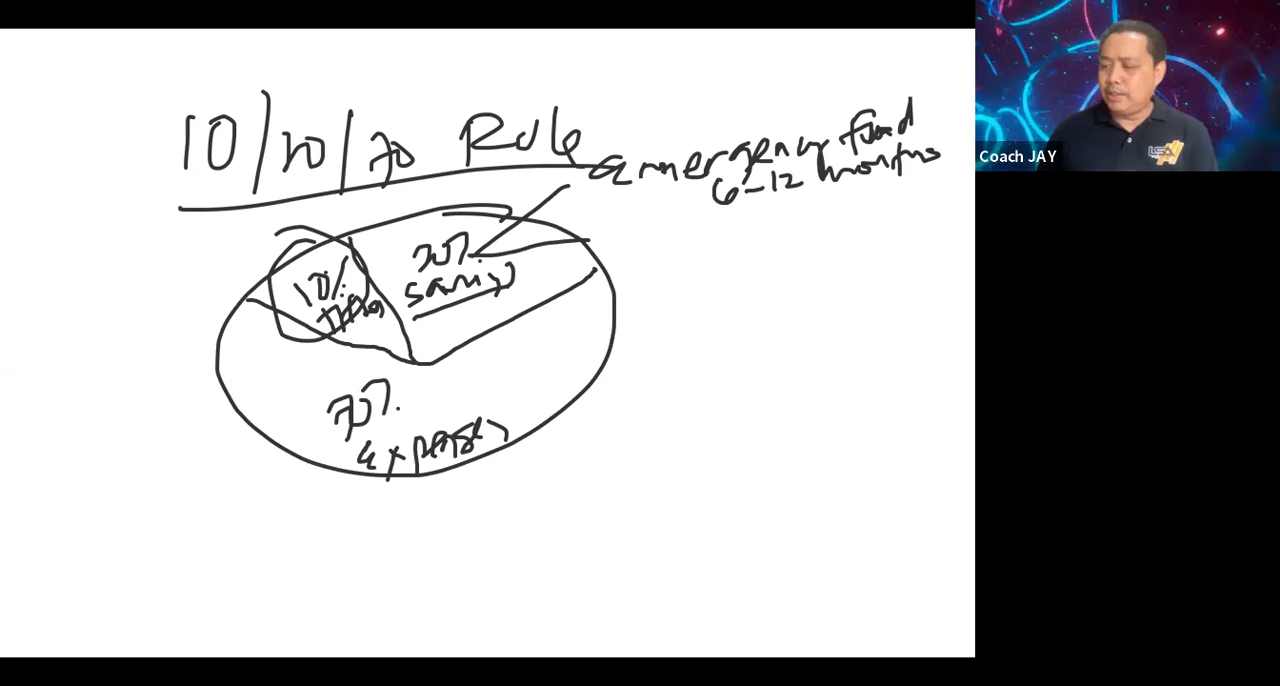 10/20/70 Rule
emergency fund
6-12 months
10%
20%.
saving
70%.
expenses
Coach JAY